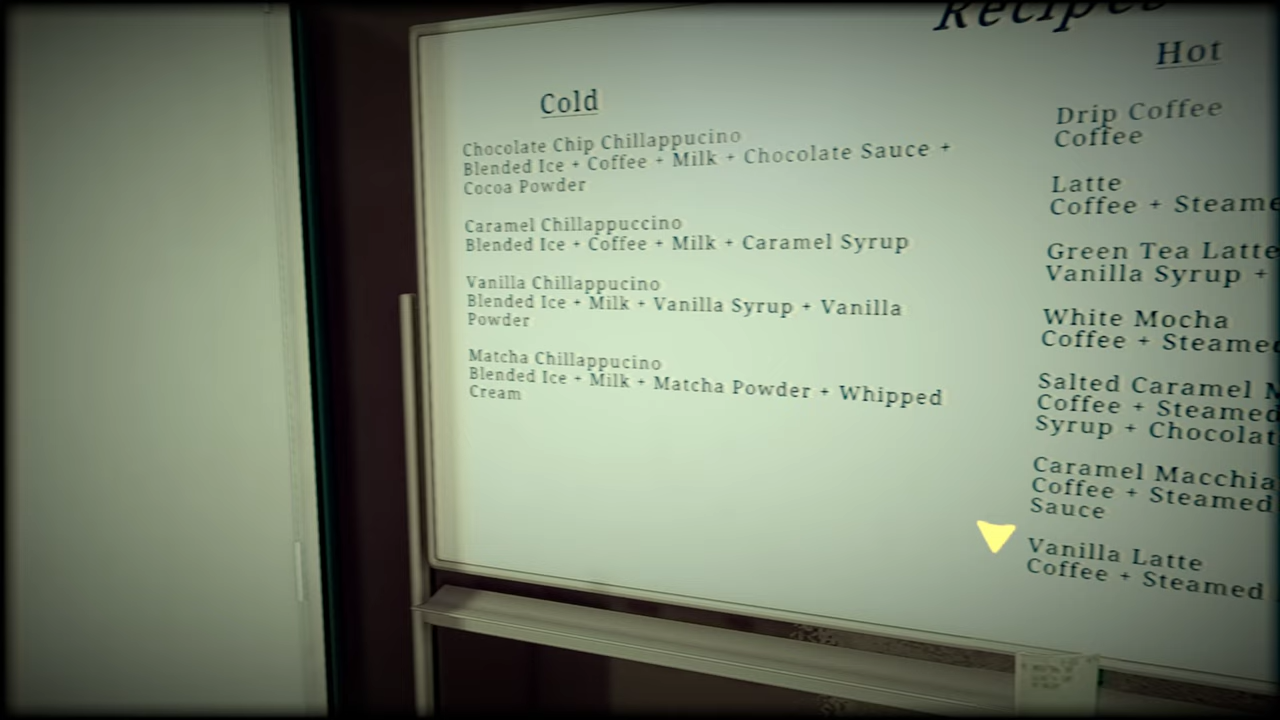 Recipes
Cold
Chocolate Chip Chillappucino
Blended Ice + Coffee + Milk + Chocolate Sauce +
Cocoa Powder
Caramel Chillappuccino
Blended Ice + Coffee + Milk + Caramel Syrup
Vanilla Chillappucino
Blended Ice + Milk + Vanilla Syrup + Vanilla
Powder
Matcha Chillappucino
Blended Ice + Milk + Matcha Powder + Whipped
Cream
Hot
Drip Coffee
Coffee
Latte
Coffee + Steame
Green Tea Latte
Vanilla Syrup +
White Mocha
Coffee + Steamed
Salted Caramel M
Coffee + Steamed
Syrup + Chocolat
Caramel Macchia
Coffee + Steamed
Sauce
Vanilla Latte
Coffee + Steamed